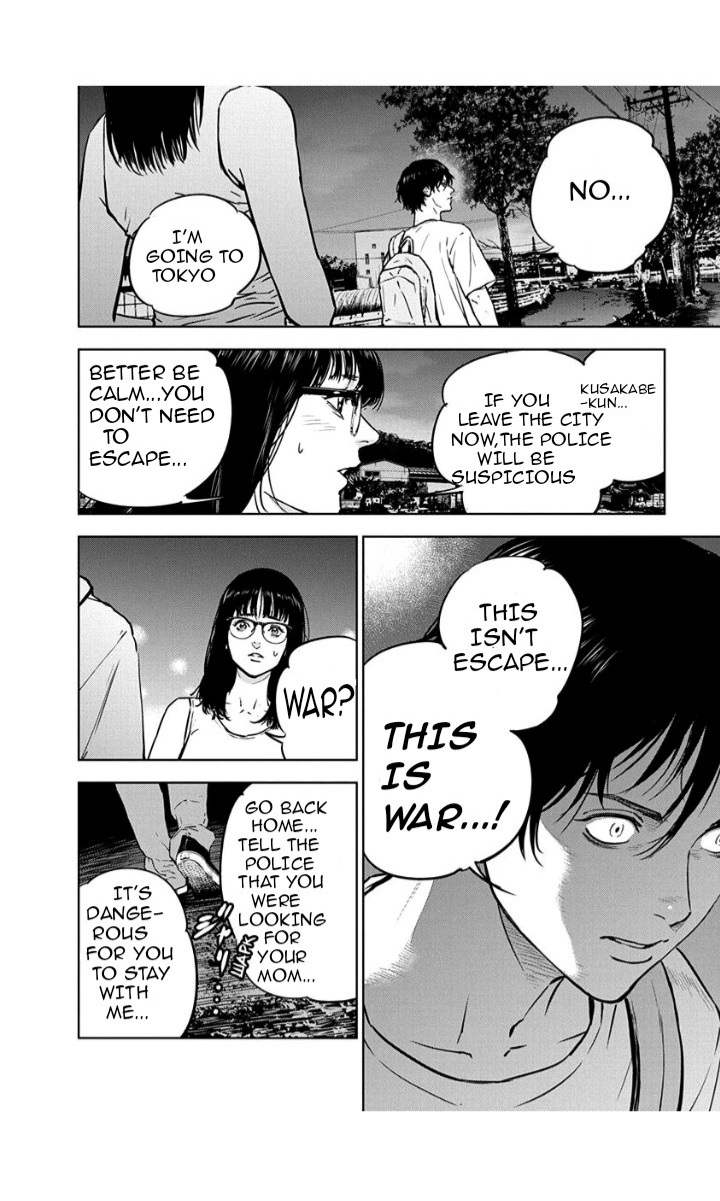 NO...
I'M
GOING TO
TOKYO
KUSAKABE
-KUN...
IF YOU
LEAVE THE CITY
NOW,THE POLICE
WILL BE
SUSPICIOUS
BETTER BE
CALM...YOU
DON'T NEED
TO
ESCAPE...
THIS
ISN'T
ESCAPE...
THIS
IS
WAR...!
WAR?
GO BACK
HOME...
TELL THE
POLICE
THAT YOU
WERE
LOOKING
FOR
YOUR
MOM...
ШАРК
IT'S
DANGE-
ROUS
FOR YOU
TO STAY
WITH
ME...